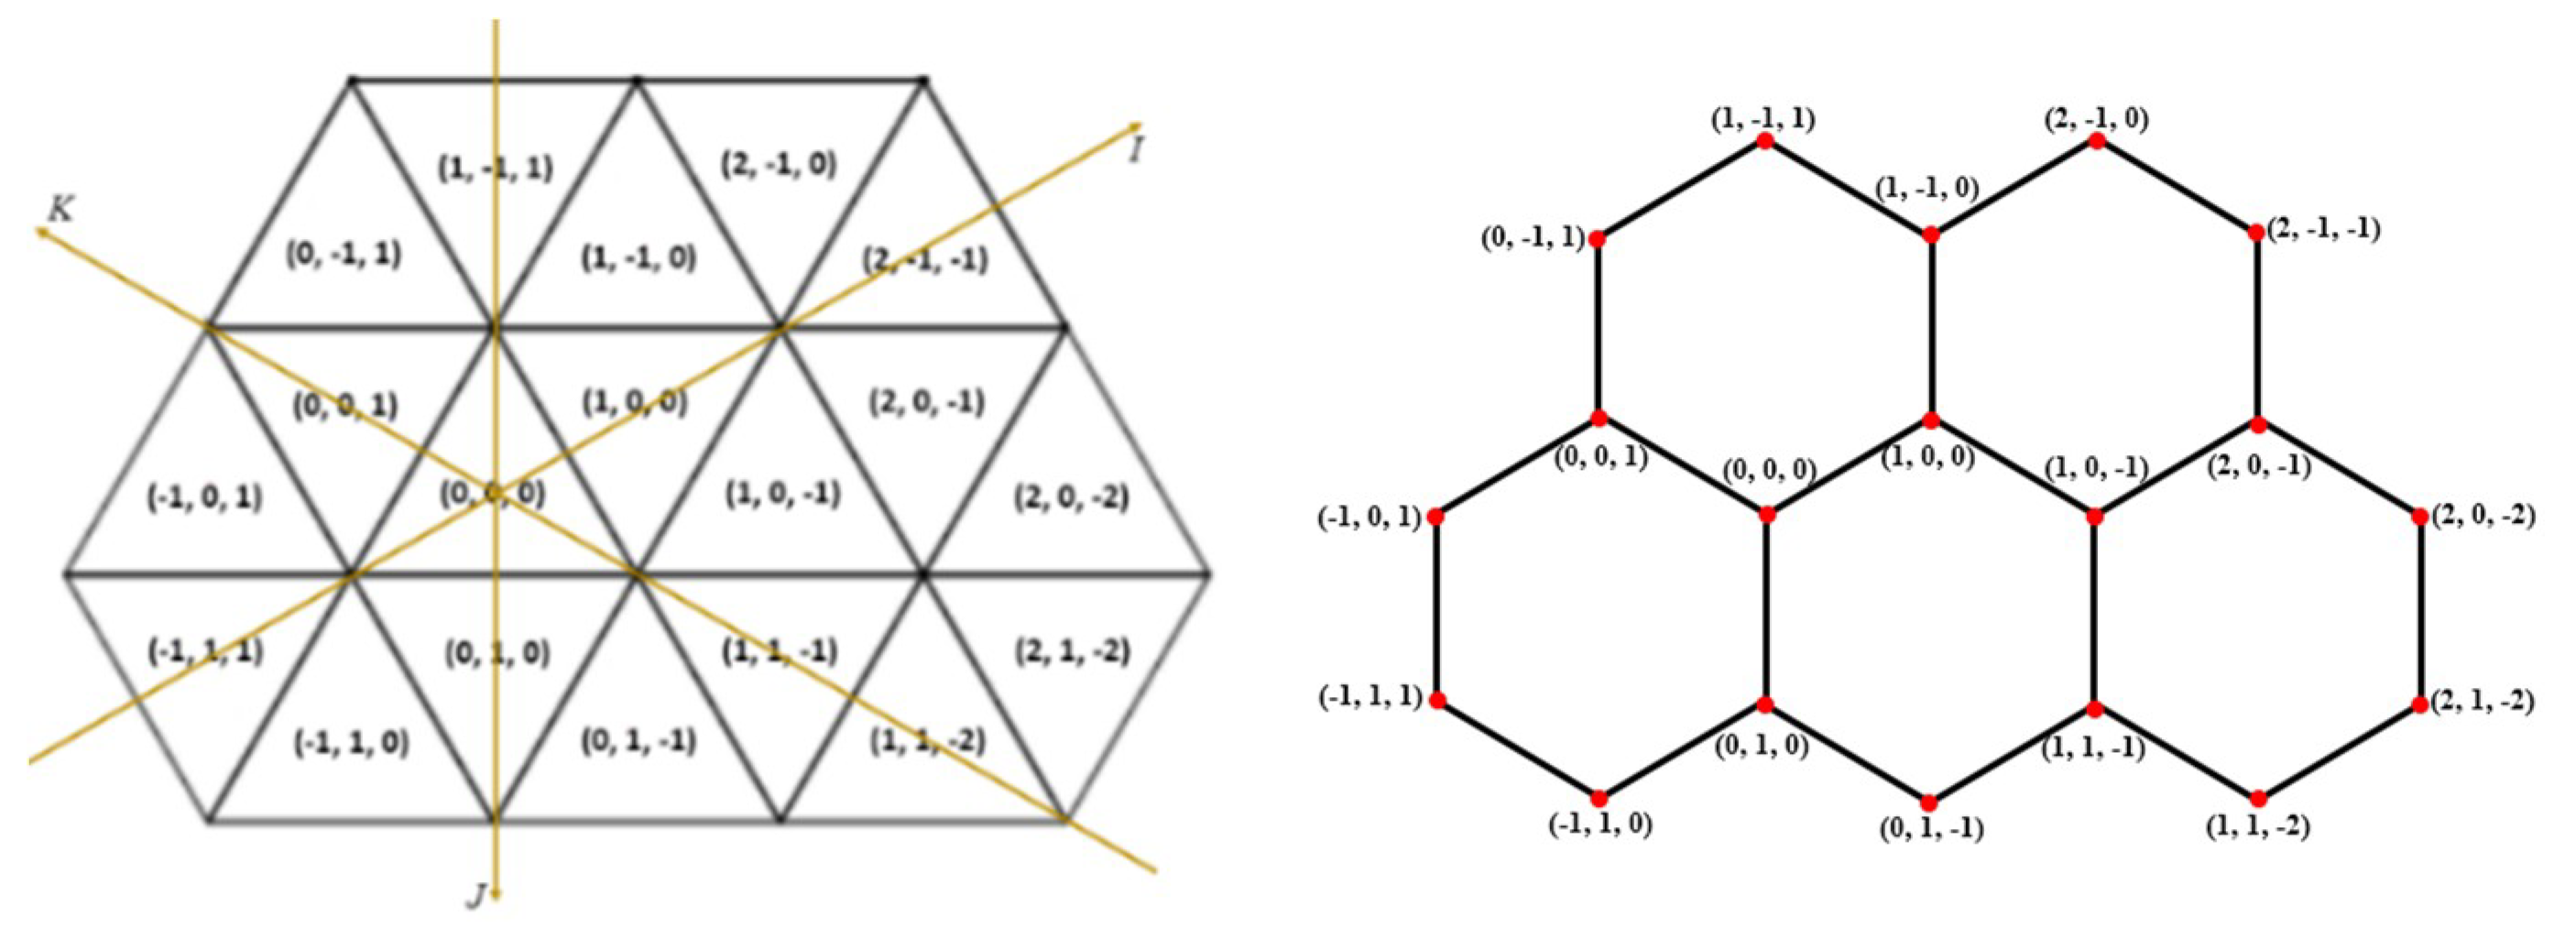 (1, -1, 1) (2, -1, 0)
I
K
(0, -1, 1) (1, -1, 0) (2, -1, -1)
(0, 0, 1) (1, 0, 0) (2, 0, -1)
(-1, 0, 1) (0, 0, 0) (1, 0, -1) (2, 0, -2)
(-1, 1, 1) (0, 1, 0) (1, 1, -1) (2, 1, -2)
(-1, 1, 0) (0, 1, -1) (1, 1, -2)
J
(1, -1, 1) (2, -1, 0)
(1, -1, 0)
(0, -1, 1) (2, -1, -1)
(0, 0, 1) (0, 0, 0) (1, 0, 0) (1, 0, -1) (2, 0, -1)
(-1, 0, 1) (2, 0, -2)
(-1, 1, 1) (2, 1, -2)
(0, 1, 0) (1, 1, -1)
(-1, 1, 0) (0, 1, -1) (1, 1, -2)